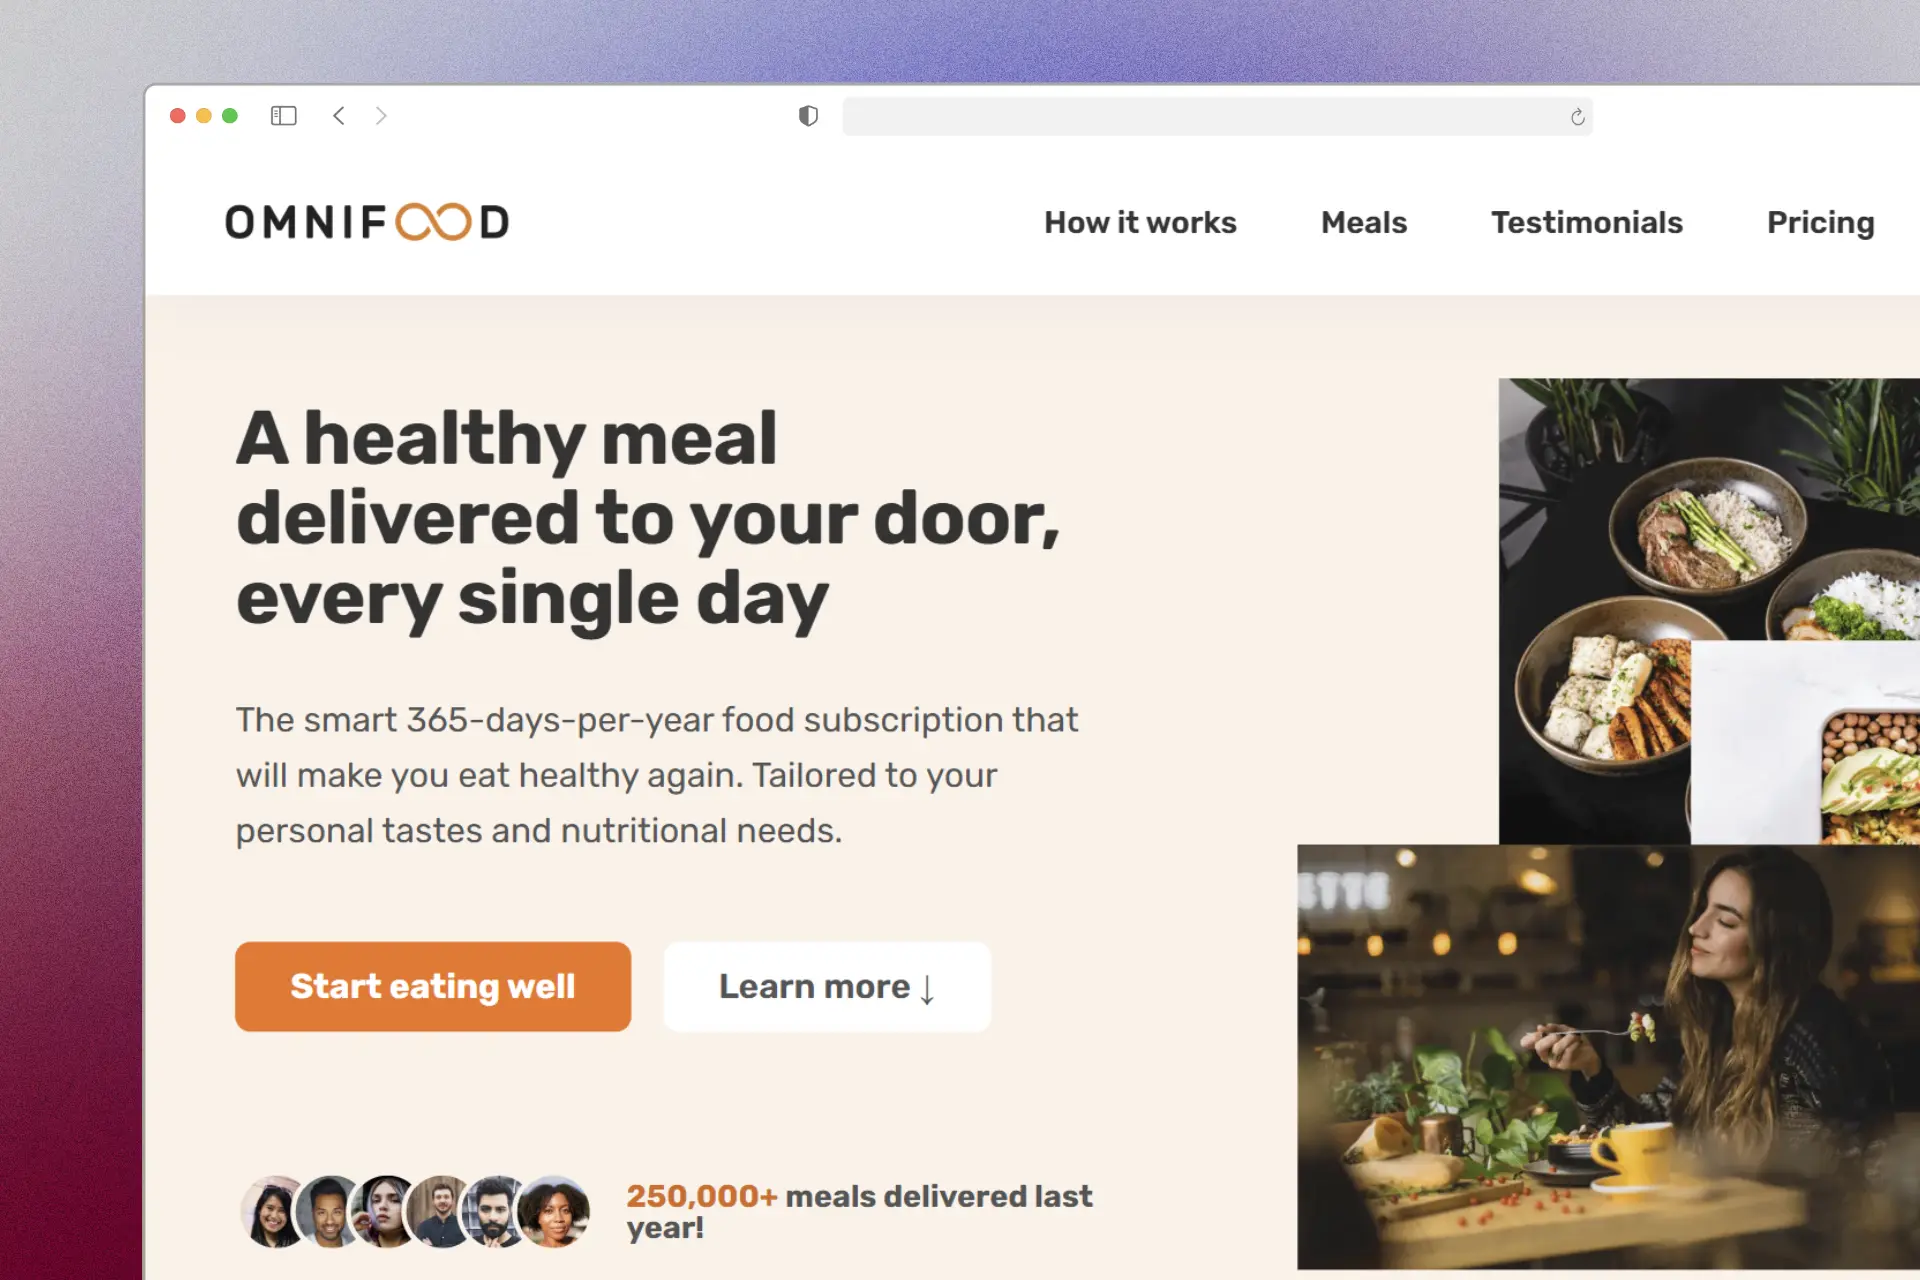 OMNIFOOD
How it works Meals Testimonials Pricing
A healthy meal
delivered to your door,
every single day
The smart 365-days-per-year food subscription that
will make you eat healthy again. Tailored to your
personal tastes and nutritional needs.
Start eating well
Learn more ↓
250,000+ meals delivered last
year!